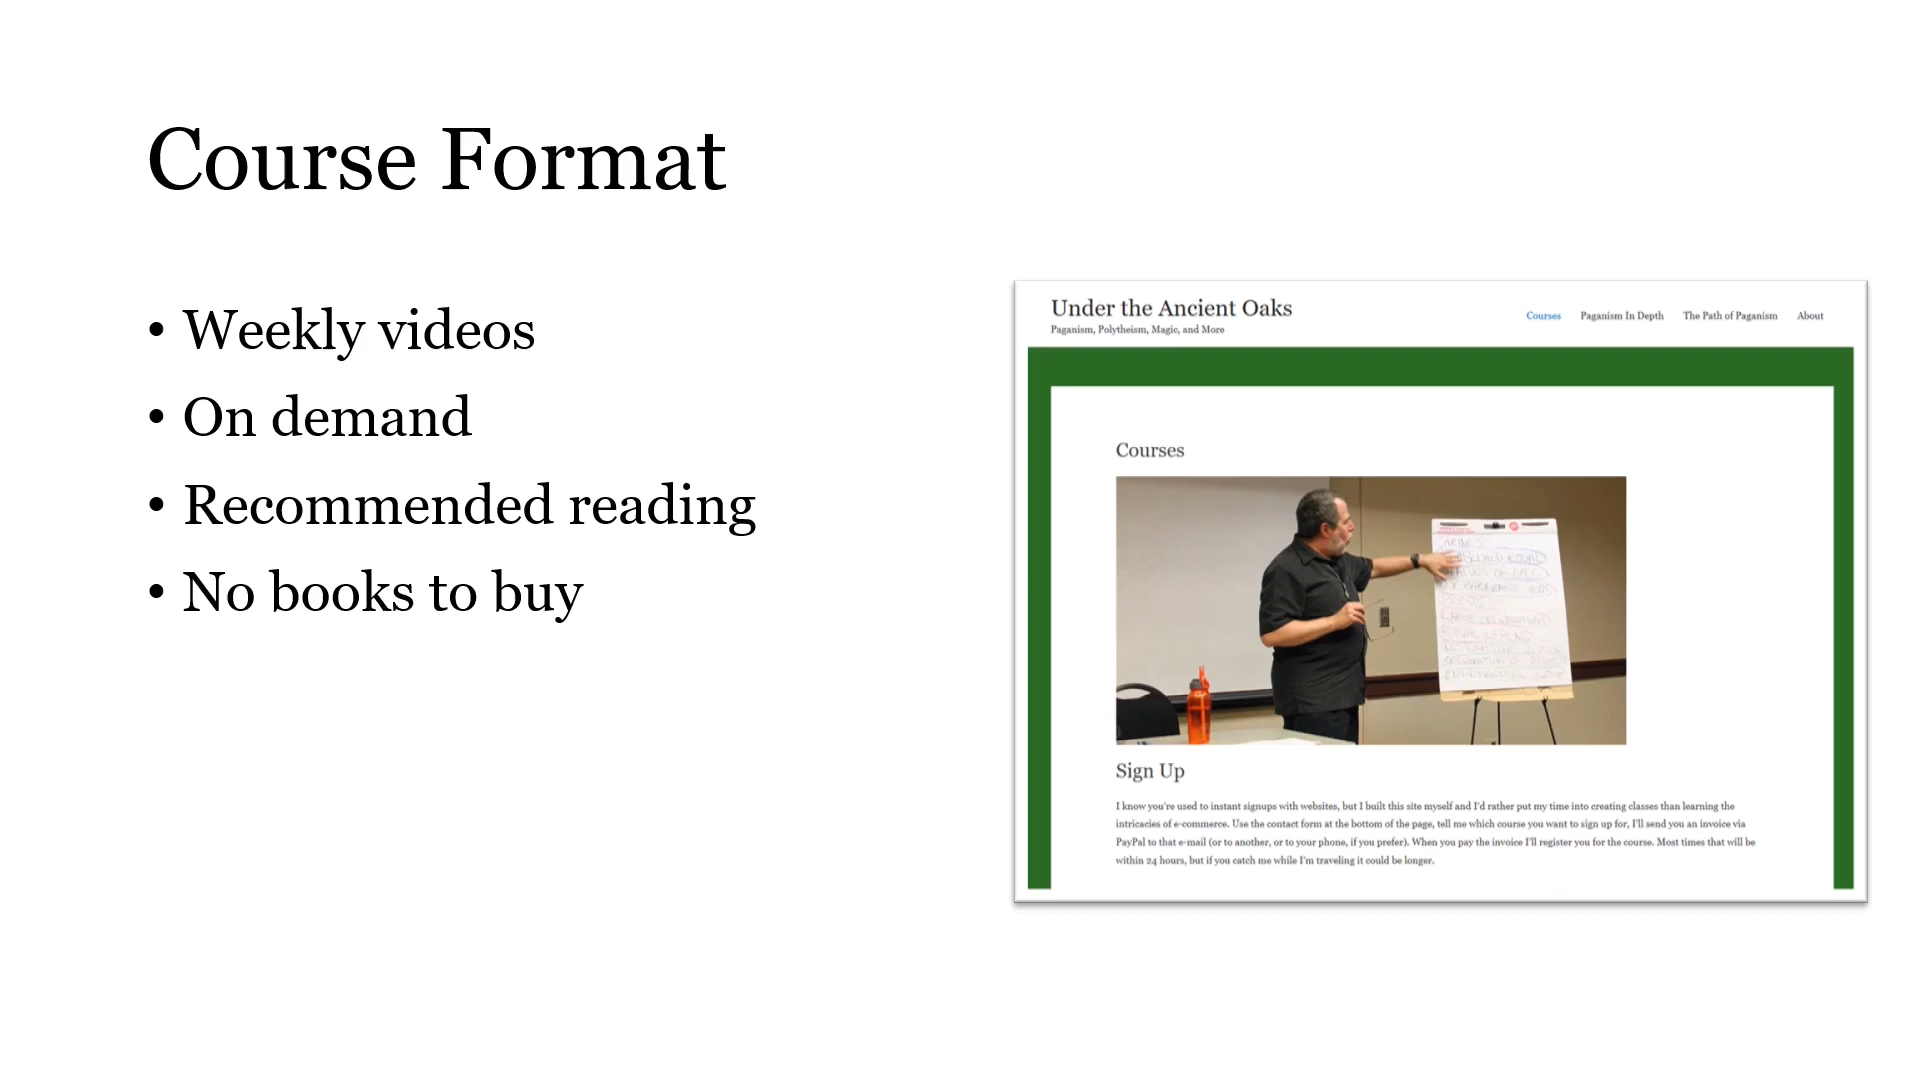 Course Format
• Weekly videos
• On demand
• Recommended reading
• No books to buy
Under the Ancient Oaks
Paganism, Polytheism, Magic, and More
Courses Paganism In Depth The Path of Paganism About
Courses
Sign Up
I know you're used to instant signups with websites, but I built this site myself and I'd rather put my time into creating classes than learning the
intricacies of e-commerce. Use the contact form at the bottom of the page, tell me which course you want to sign up for, I'll send you an invoice via
PayPal to that e-mail (or to another, or to your phone, if you prefer). When you pay the invoice I'll register you for the course. Most times that will be
within 24 hours, but if you catch me while I'm traveling it could be longer.